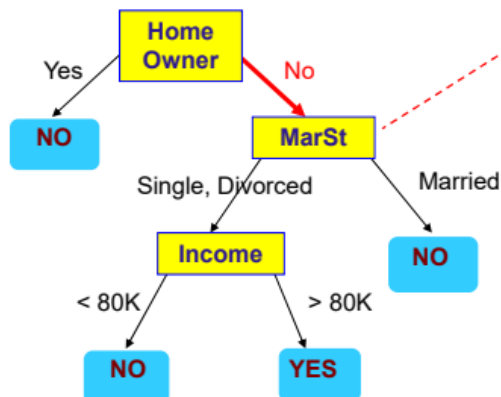 Home
Owner
Yes
No
NO
MarSt
Single, Divorced
Married
Income
NO
< 80K
> 80K
NO
YES